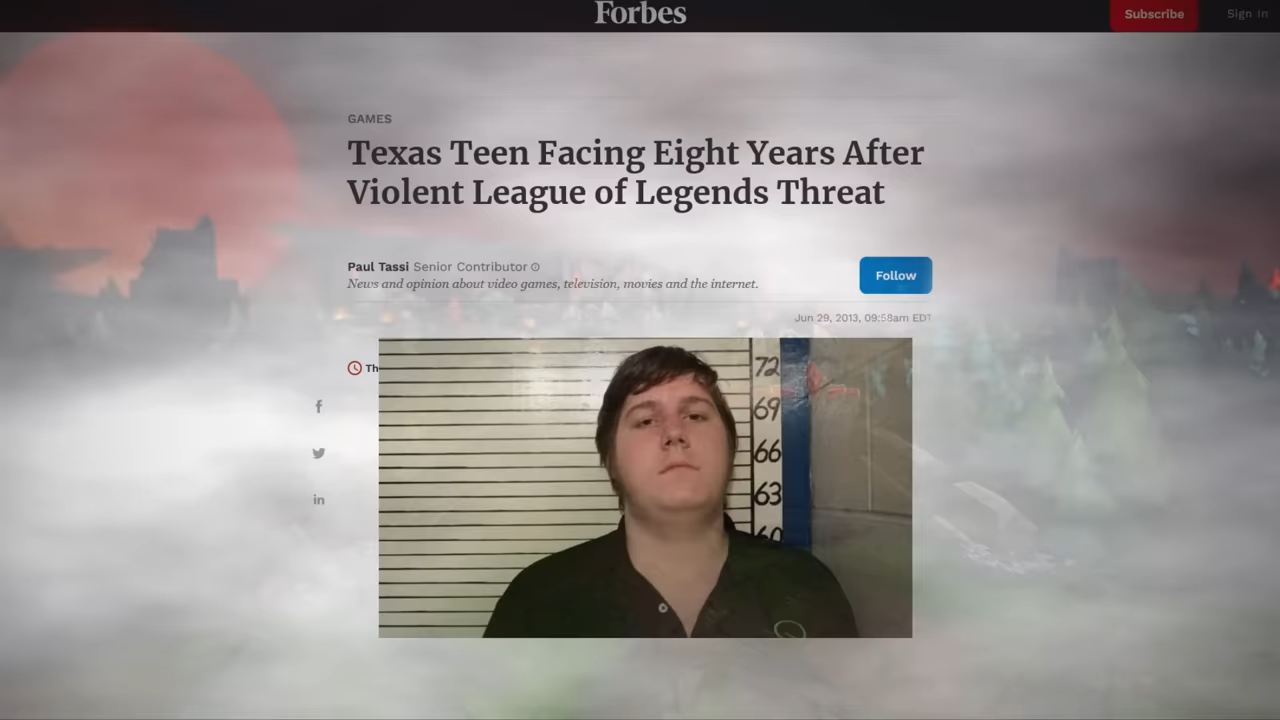 Forbes
Subscribe
Sign In
GAMES
Texas Teen Facing Eight Years After
Violent League of Legends Threat
Paul Tassi Senior Contributor
News and opinion about video games, television, movies and the internet.
Follow
Jun 29, 2013, 09:58am EDT
Th
72
69
66
63
60